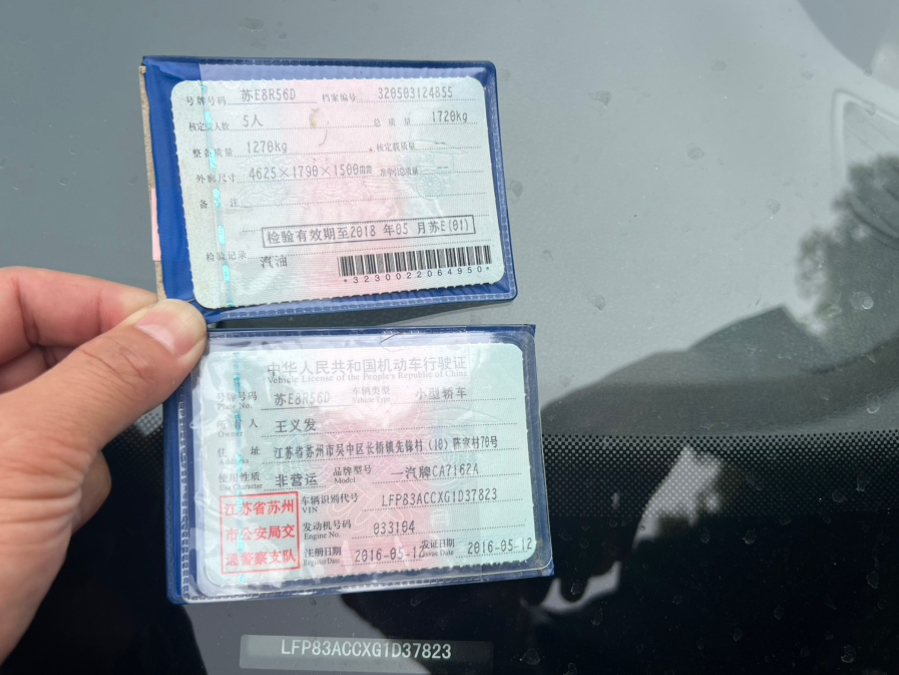 号牌号码 苏E8R56D 档案编号 320503124855
核定载人数 5人 总质量 1720kg
整备质量 1270kg 核定载质量 --
外廓尺寸 4625×1790×1500mm 准牵引总质量 --
备注
检验有效期至2018 年05 月苏E(01)
检验记录 汽油
*3230022064950*
中华人民共和国机动车行驶证
Vehicle License of the People's Republic of China
号牌号码 苏E8R56D 车辆类型 小型轿车
Plate No. Vehicle Type
所有人 王义发
Owner
住址 江苏省苏州市吴中区长桥镇先锋村(18)陈家村70号
Address
使用性质 非营运 品牌型号 一汽牌CA7162A
Use Character Model
江苏省苏州 车辆识别代号 LFP83ACCXG1D37823
VIN
市公安局交 发动机号码 033104
Engine No.
通警察支队 注册日期 2016-05-12 发证日期 2016-05-12
Register Date Issue Date
LFP83ACCXG1D37823